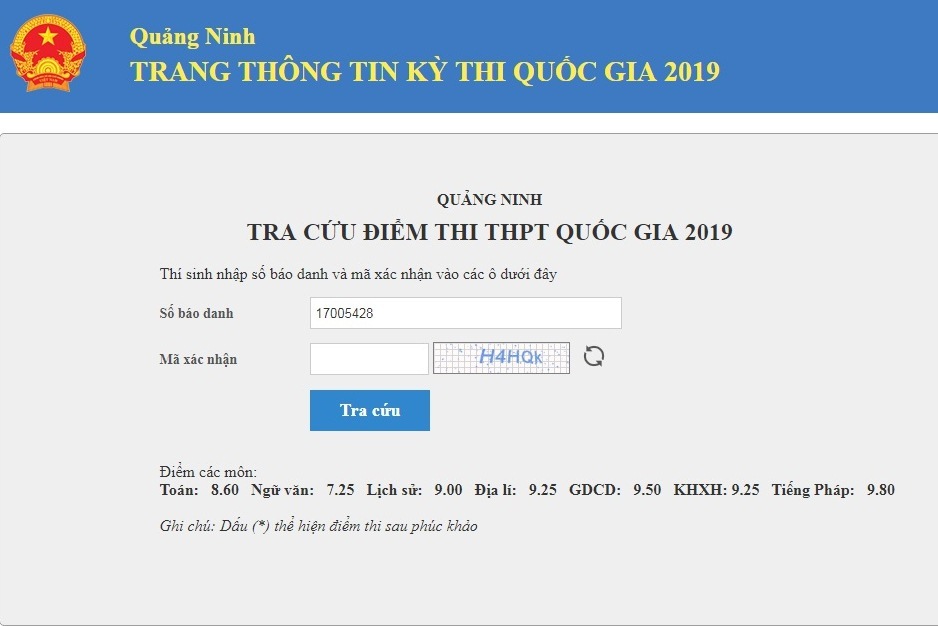 Quảng Ninh
TRANG THÔNG TIN KỲ THI QUỐC GIA 2019
QUẢNG NINH
TRA CỨU ĐIỂM THI THPT QUỐC GIA 2019
Thí sinh nhập số báo danh và mã xác nhận vào các ô dưới đây
Số báo danh 17005428
Mã xác nhận H4HQk
Tra cứu
Điểm các môn:
Toán: 8.60 Ngữ văn: 7.25 Lịch sử: 9.00 Địa lí: 9.25 GDCD: 9.50 KHXH: 9.25 Tiếng Pháp: 9.80
Ghi chú: Dấu (*) thể hiện điểm thi sau phúc khảo